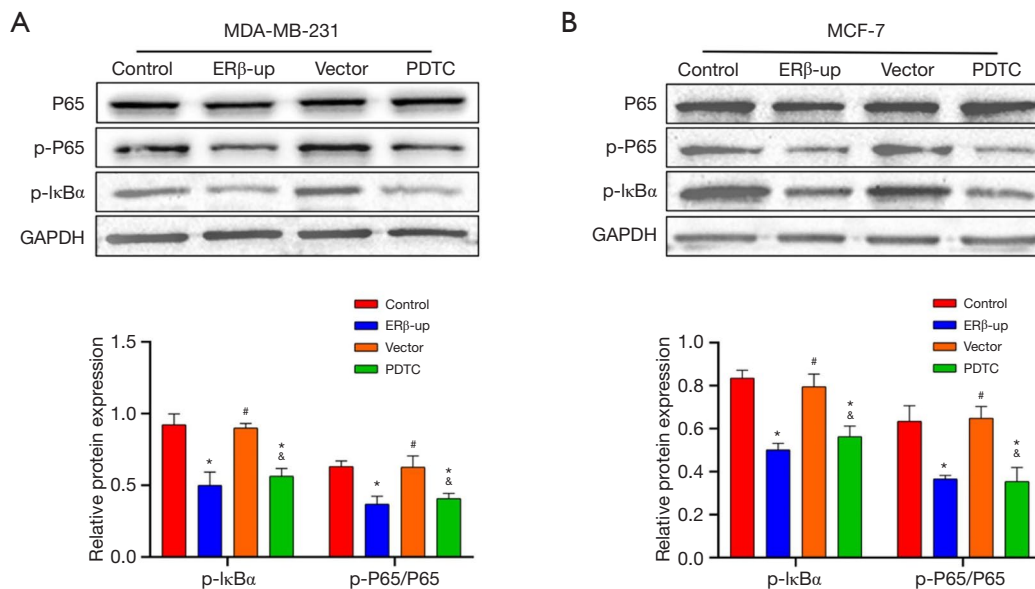 A
MDA-MB-231
Control ERβ-up Vector PDTC
P65
p-P65
p-IκBα
GAPDH
Control
ERβ-up
Vector
PDTC
Relative protein expression
1.5
1.0
0.5
0.0
* # * &
* # * &
p-IκBα p-P65/P65
B
MCF-7
Control ERβ-up Vector PDTC
P65
p-P65
p-IκBα
GAPDH
Control
ERβ-up
Vector
PDTC
Relative protein expression
1.0
0.8
0.6
0.4
0.2
0.0
* # * &
* # * &
p-IκBα p-P65/P65